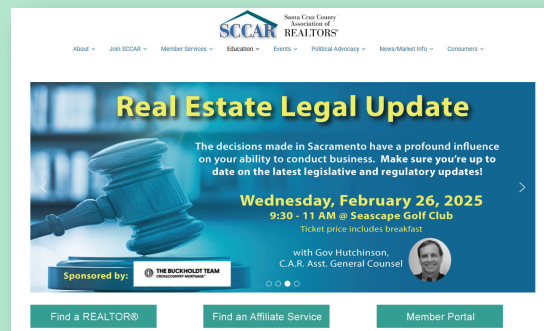 SCCAR
Santa Cruz County
Association of
REALTORS®
About Join SCCAR Member Services Education Events Political Advocacy News/Market Info Consumers
Real Estate Legal Update
The decisions made in Sacramento have a profound influence
on your ability to conduct business. Make sure you're up to
date on the latest legislative and regulatory updates!
Wednesday, February 26, 2025
9:30 - 11 AM @ Seascape Golf Club
Ticket price includes breakfast
with Gov Hutchinson,
C.A.R. Asst. General Counsel
Sponsored by:
THE BUCKHOLDT TEAM
CROSSCOUNTRY MORTGAGE™
Find a REALTOR® Find an Affiliate Service Member Portal